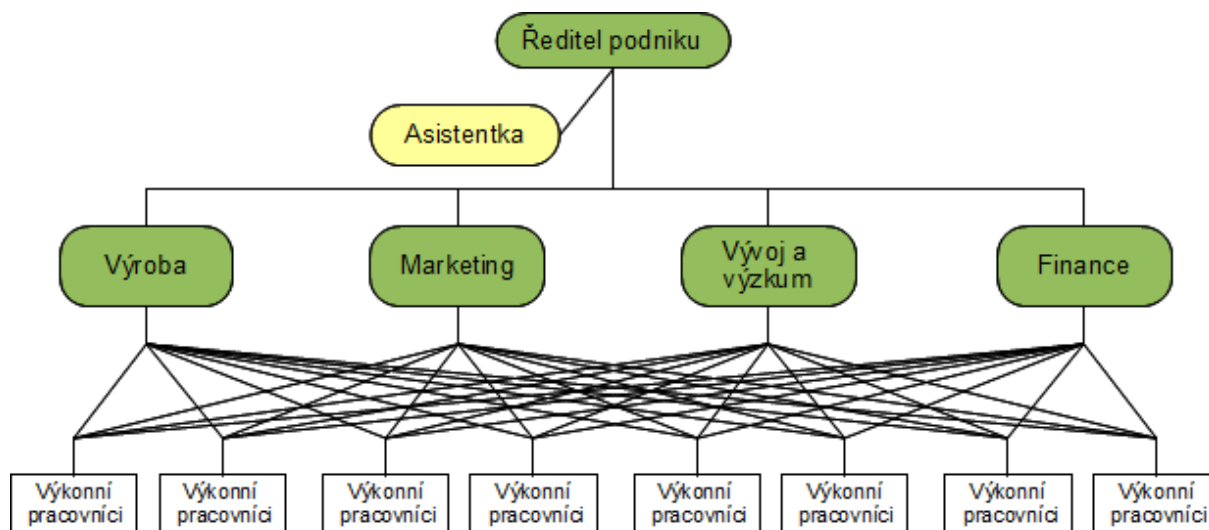 Ředitel podniku
Asistentka
Výroba
Marketing
Vývoj a
výzkum
Finance
Výkonní
pracovníci
Výkonní
pracovníci
Výkonní
pracovníci
Výkonní
pracovníci
Výkonní
pracovníci
Výkonní
pracovníci
Výkonní
pracovníci
Výkonní
pracovníci